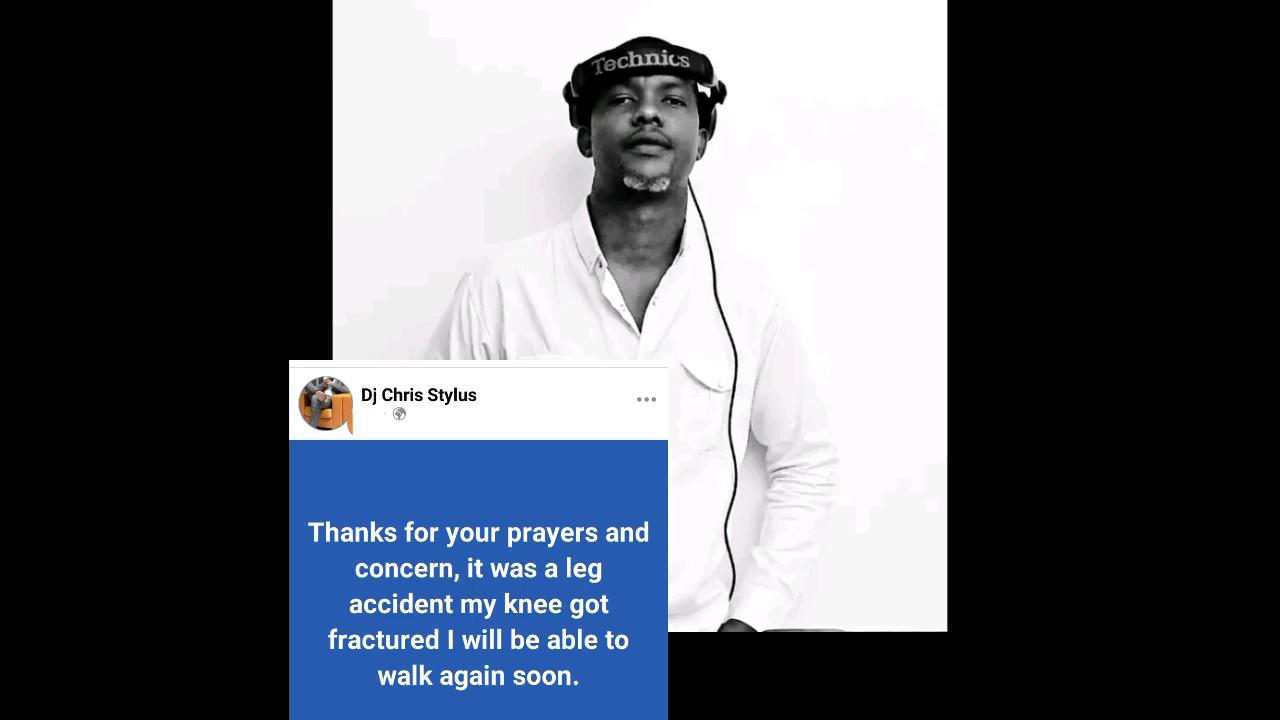 Technics
Dj Chris Stylus
Thanks for your prayers and
concern, it was a leg
accident my knee got
fractured I will be able to
walk again soon.